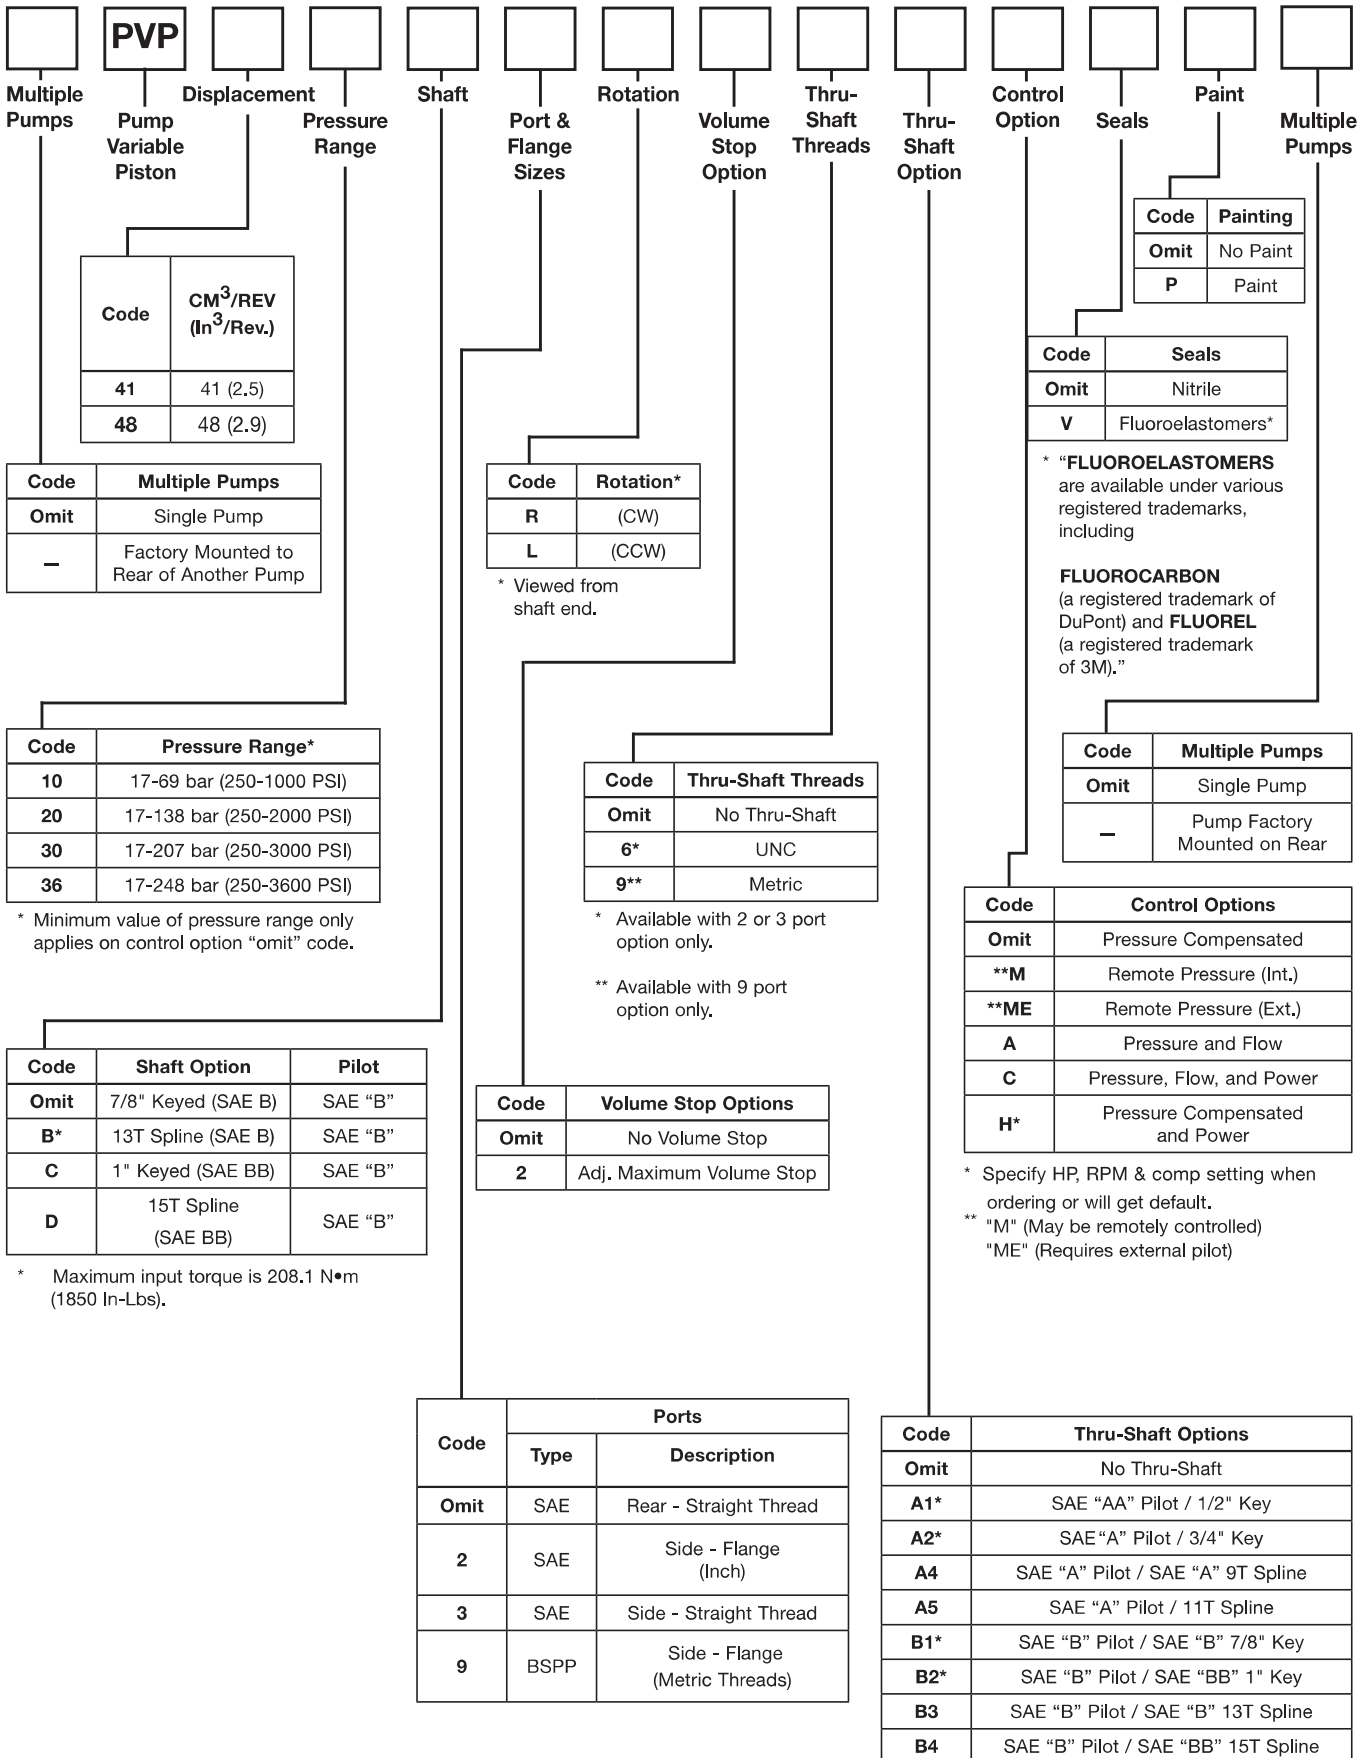 PVP
Multiple
Pumps
Pump
Variable
Piston
Displacement
Pressure
Range
Shaft
Port &
Flange
Sizes
Rotation
Volume
Stop
Option
Thru-
Shaft
Threads
Thru-
Shaft
Option
Control
Option
Seals
Paint
Multiple
Pumps
Code Painting
Omit No Paint
P Paint
Code CM3/REV
(In3/Rev.)
41 41 (2.5)
48 48 (2.9)
Code Seals
Omit Nitrile
V Fluoroelastomers*
* “FLUOROELASTOMERS
are available under various
registered trademarks,
including
FLUOROCARBON
(a registered trademark of
DuPont) and FLUOREL
(a registered trademark
of 3M).”
Code Multiple Pumps
Omit Single Pump
– Factory Mounted to
Rear of Another Pump
Code Rotation*
R (CW)
L (CCW)
* Viewed from
shaft end.
Code Pressure Range*
10 17-69 bar (250-1000 PSI)
20 17-138 bar (250-2000 PSI)
30 17-207 bar (250-3000 PSI)
36 17-248 bar (250-3600 PSI)
* Minimum value of pressure range only
applies on control option “omit” code.
Code Thru-Shaft Threads
Omit No Thru-Shaft
6* UNC
9** Metric
* Available with 2 or 3 port
option only.
** Available with 9 port
option only.
Code Multiple Pumps
Omit Single Pump
– Pump Factory
Mounted on Rear
Code Control Options
Omit Pressure Compensated
**M Remote Pressure (Int.)
**ME Remote Pressure (Ext.)
A Pressure and Flow
C Pressure, Flow, and Power
H* Pressure Compensated
and Power
* Specify HP, RPM & comp setting when
ordering or will get default.
** "M" (May be remotely controlled)
"ME" (Requires external pilot)
Code Shaft Option Pilot
Omit 7/8" Keyed (SAE B) SAE “B”
B* 13T Spline (SAE B) SAE “B”
C 1" Keyed (SAE BB) SAE “B”
D 15T Spline
(SAE BB) SAE “B”
* Maximum input torque is 208.1 N•m
(1850 In-Lbs).
Code Volume Stop Options
Omit No Volume Stop
2 Adj. Maximum Volume Stop
Code Ports
Type Description
Omit SAE Rear - Straight Thread
2 SAE Side - Flange
(Inch)
3 SAE Side - Straight Thread
9 BSPP Side - Flange
(Metric Threads)
Code Thru-Shaft Options
Omit No Thru-Shaft
A1* SAE “AA” Pilot / 1/2" Key
A2* SAE“A” Pilot / 3/4" Key
A4 SAE “A” Pilot / SAE “A” 9T Spline
A5 SAE “A” Pilot / 11T Spline
B1* SAE “B” Pilot / SAE “B” 7/8" Key
B2* SAE “B” Pilot / SAE “BB” 1" Key
B3 SAE “B” Pilot / SAE “B” 13T Spline
B4 SAE “B” Pilot / SAE “BB” 15T Spline